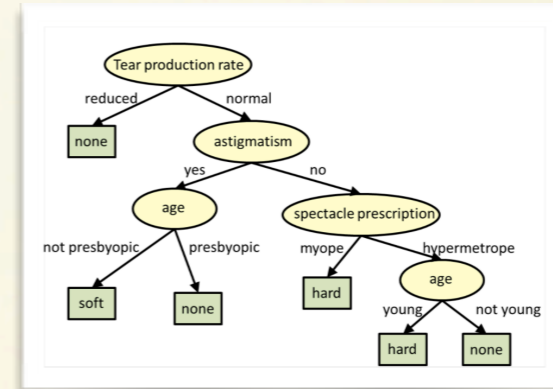 Tear production rate
reduced normal
none astigmatism
yes no
age spectacle prescription
not presbyopic presbyopic myope hypermetrope
soft none hard age
young not young
hard none